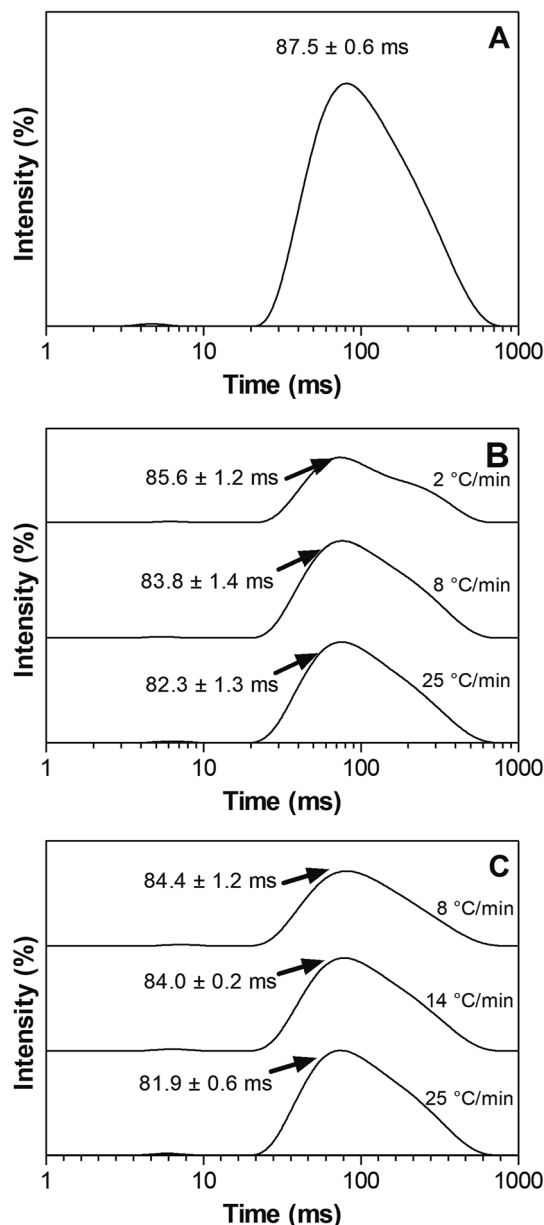 A
87.5 ± 0.6 ms
Intensity (%)
1 10 100 1000
Time (ms)
B
2 °C/min
85.6 ± 1.2 ms
8 °C/min
83.8 ± 1.4 ms
25 °C/min
82.3 ± 1.3 ms
Intensity (%)
1 10 100 1000
Time (ms)
C
84.4 ± 1.2 ms
8 °C/min
84.0 ± 0.2 ms
14 °C/min
81.9 ± 0.6 ms
25 °C/min
Intensity (%)
1 10 100 1000
Time (ms)